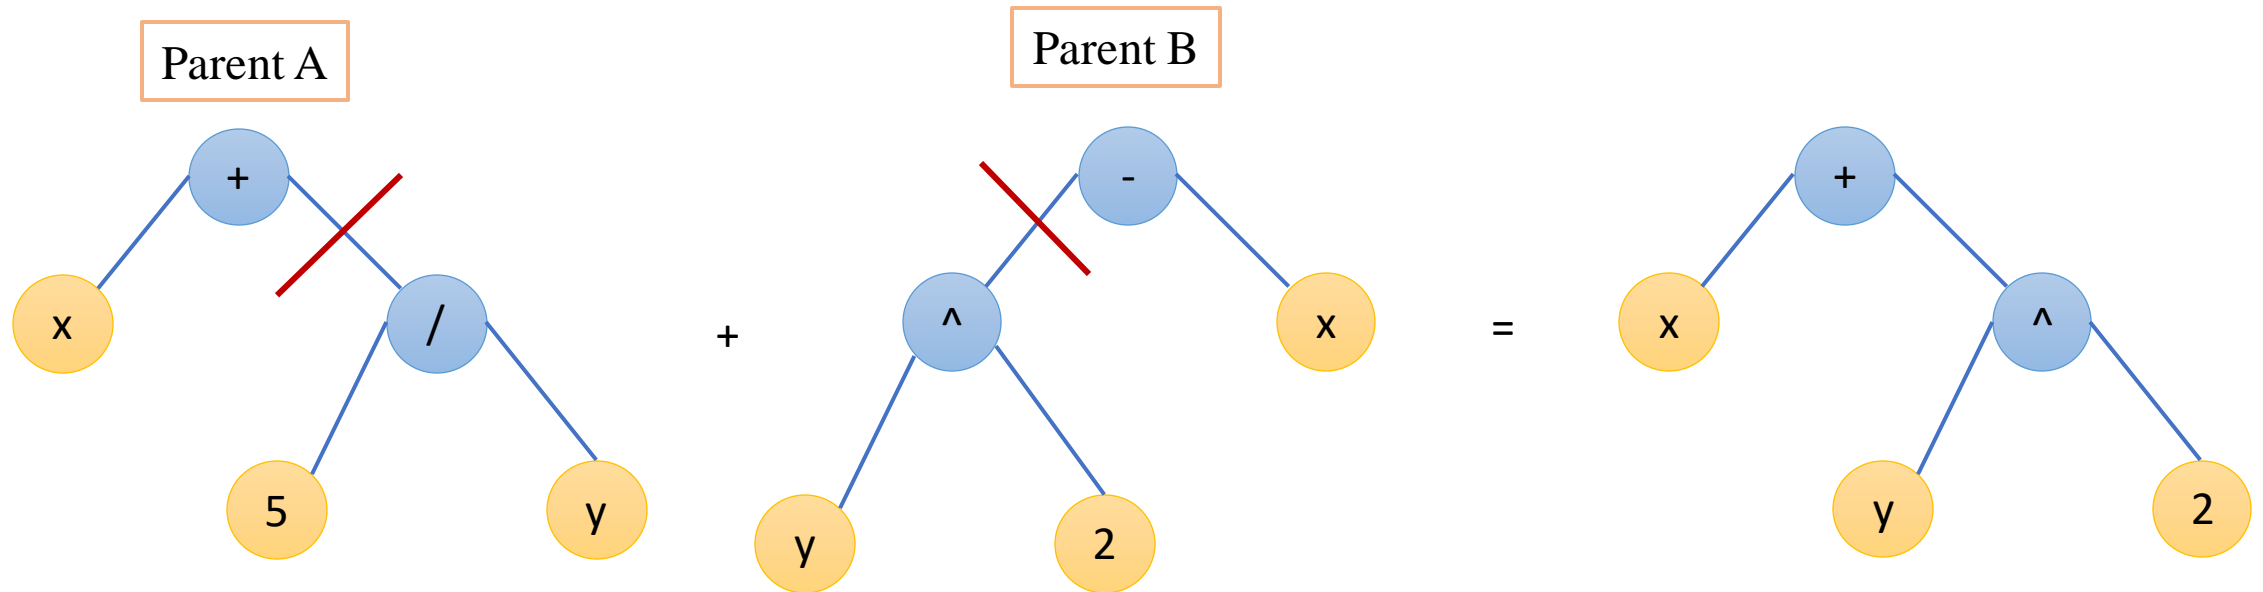 Parent A
Parent B
+
-
+
x
/
+
^
x
=
x
^
5
y
y
2
y
2